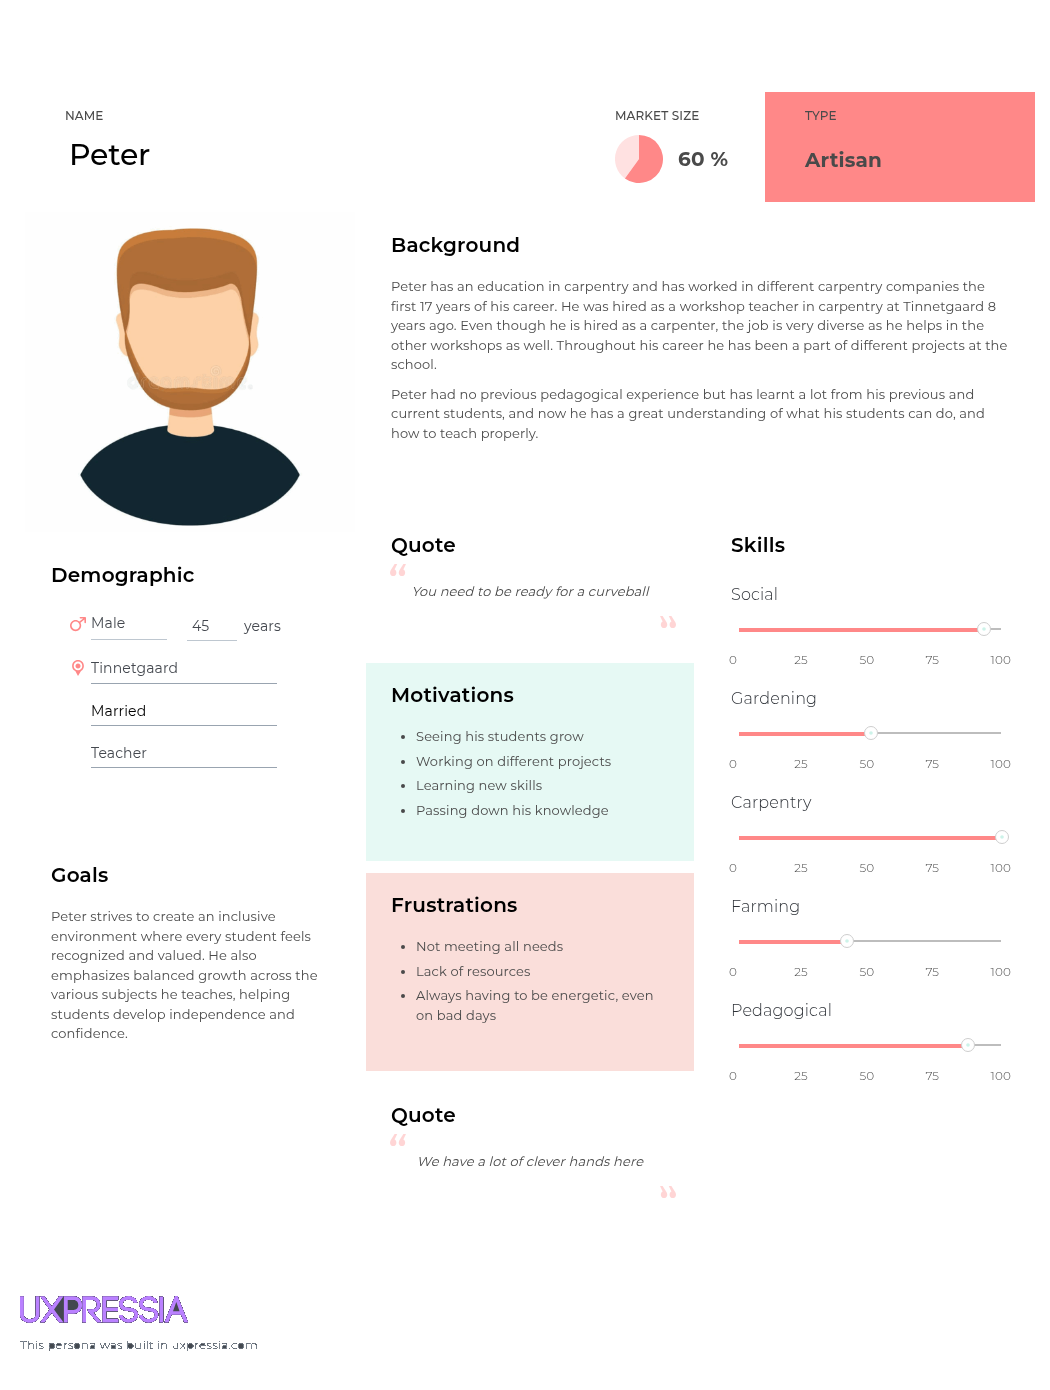 NAME
Peter
MARKET SIZE
60 %
TYPE
Artisan
Background
Peter has an education in carpentry and has worked in different carpentry companies the
first 17 years of his career. He was hired as a workshop teacher in carpentry at Tinnetgaard 8
years ago. Even though he is hired as a carpenter, the job is very diverse as he helps in the
other workshops as well. Throughout his career he has been a part of different projects at the
school.
Peter had no previous pedagogical experience but has learnt a lot from his previous and
current students, and now he has a great understanding of what his students can do, and
how to teach properly.
Demographic
Male
45 years
Tinnetgaard
Married
Teacher
Goals
Peter strives to create an inclusive
environment where every student feels
recognized and valued. He also
emphasizes balanced growth across the
various subjects he teaches, helping
students develop independence and
confidence.
Quote
“
You need to be ready for a curveball
”
Motivations
• Seeing his students grow
• Working on different projects
• Learning new skills
• Passing down his knowledge
Frustrations
• Not meeting all needs
• Lack of resources
• Always having to be energetic, even
on bad days
Quote
“
We have a lot of clever hands here
”
Skills
Social
0 25 50 75 100
Gardening
0 25 50 75 100
Carpentry
0 25 50 75 100
Farming
0 25 50 75 100
Pedagogical
0 25 50 75 100
UXPRESSIA
This persona was built in uxpressia.com